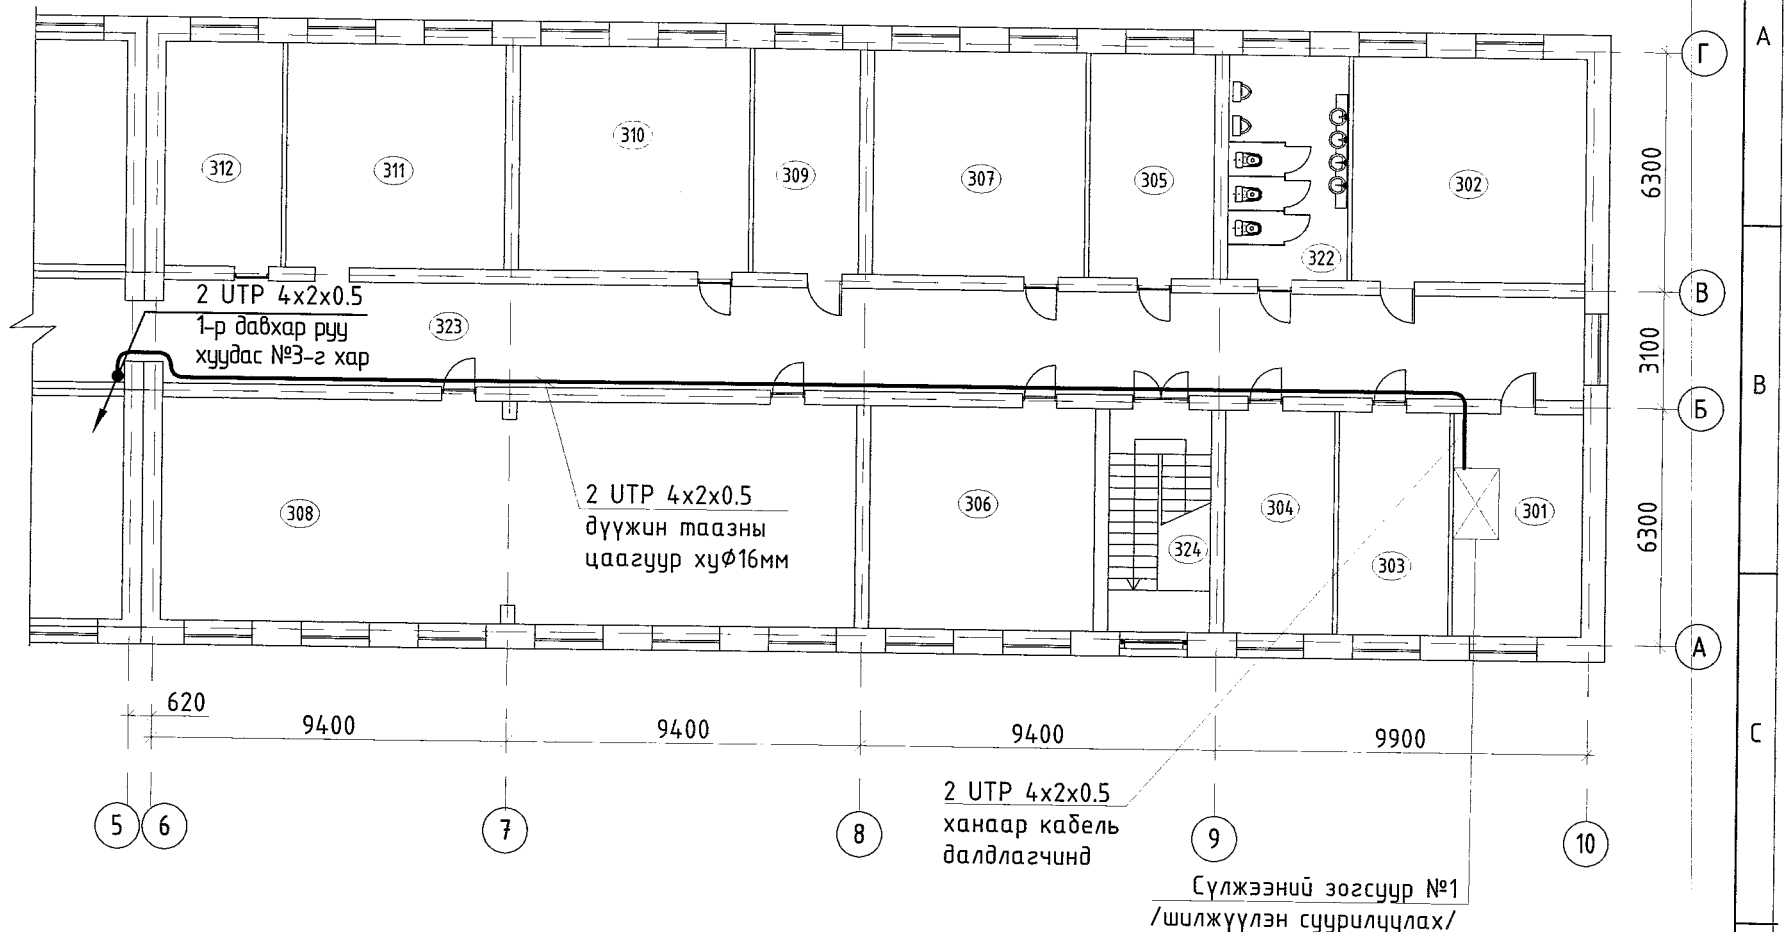 А
Г
312
311
310
309
307
305
322
302
6300
В
В
3100
Б
6300
А
С
2 UTP 4x2x0.5
1-р давхар руу
хуудас №3-г хар
323
308
2 UTP 4x2x0.5
дүүжин таазны
цаагуур хуф16мм
306
324
304
303
301
620
9400
9400
9400
9900
5
6
7
8
9
10
2 UTP 4x2x0.5
ханаар кабель
далдлагчинд
Сүлжээний зогсуур №1
/шилжүүлэн суурилуулах/